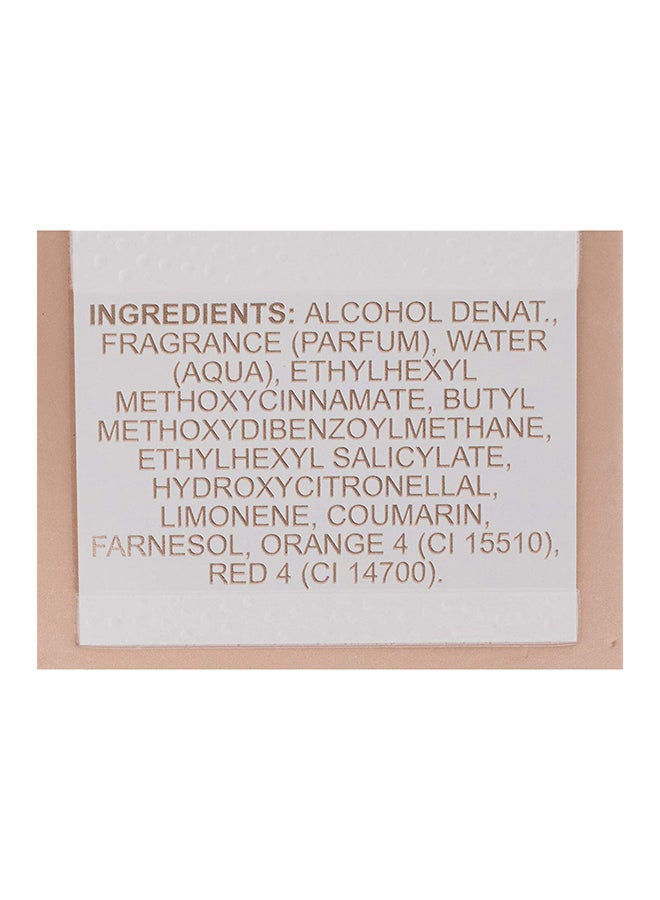 INGREDIENTS: ALCOHOL DENAT.,
FRAGRANCE (PARFUM), WATER
(AQUA), ETHYLHEXYL
METHOXYCINNAMATE, BUTYL
METHOXYDIBENZOYLMETHANE,
ETHYLHEXYL SALICYLATE,
HYDROXYCITRONELLAL,
LIMONENE, COUMARIN,
FARNESOL, ORANGE 4 (CI 15510),
RED 4 (CI 14700).